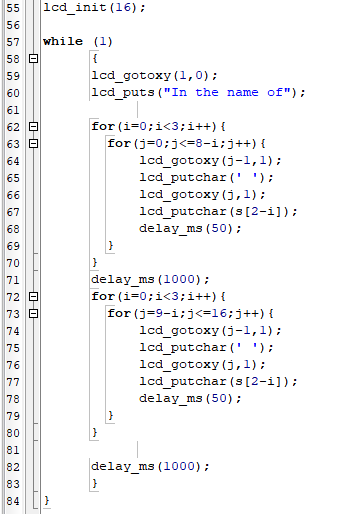 55 lcd_init(16);
56
57 while (1)
58 {
59 lcd_gotoxy(1,0);
60 lcd_puts("In the name of");
61
62 for(i=0;i<3;i++){
63 for(j=0;j<=8-i;j++){
64 lcd_gotoxy(j-1,1);
65 lcd_putchar(' ');
66 lcd_gotoxy(j,1);
67 lcd_putchar(s[2-i]);
68 delay_ms(50);
69 }
70 }
71 delay_ms(1000);
72 for(i=0;i<3;i++){
73 for(j=9-i;j<=16;j++){
74 lcd_gotoxy(j-1,1);
75 lcd_putchar(' ');
76 lcd_gotoxy(j,1);
77 lcd_putchar(s[2-i]);
78 delay_ms(50);
79 }
80 }
81
82 delay_ms(1000);
83 }
84 }